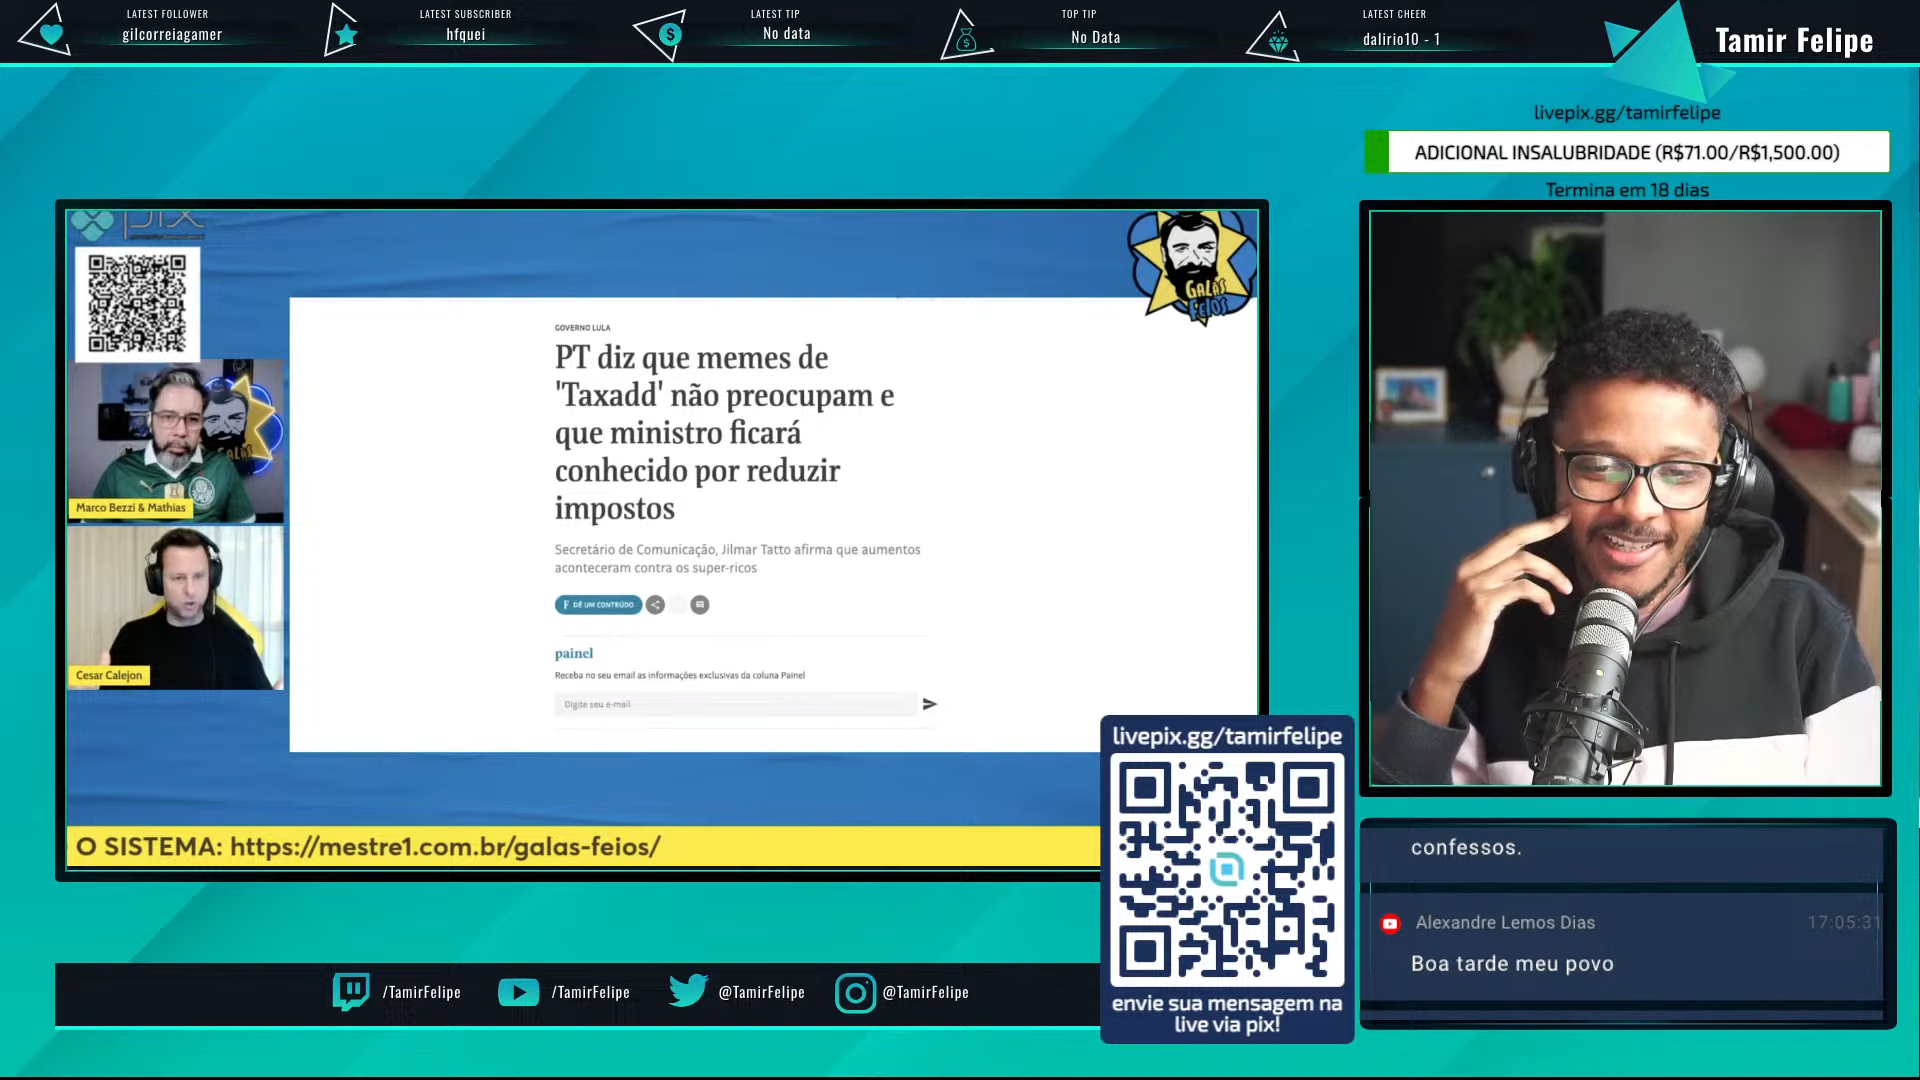 LATEST FOLLOWER
gilcorreiagamer
LATEST SUBSCRIBER
hfquei
LATEST TIP
No data
TOP TIP
No Data
LATEST CHEER
dalirio10 - 1
Tamir Felipe
livepix.gg/tamirfelipe
ADICIONAL INSALUBRIDADE (R$71.00/R$1,500.00)
Termina em 18 dias
pix
GALÃS
FEIOS
GOVERNO LULA
PT diz que memes de
'Taxadd' não preocupam e
que ministro ficará
conhecido por reduzir
impostos
Secretário de Comunicação, Jilmar Tatto afirma que aumentos
aconteceram contra os super-ricos
F DÊ UM CONTEÚDO
painel
Receba no seu email as informações exclusivas da coluna Painel
Digite seu e-mail
Marco Bezzi & Mathias
Cesar Calejon
O SISTEMA: https://mestre1.com.br/galas-feios/
livepix.gg/tamirfelipe
envie sua mensagem na
live via pix!
confessos.
Alexandre Lemos Dias
17:05:31
Boa tarde meu povo
/TamirFelipe
/TamirFelipe
@TamirFelipe
@TamirFelipe